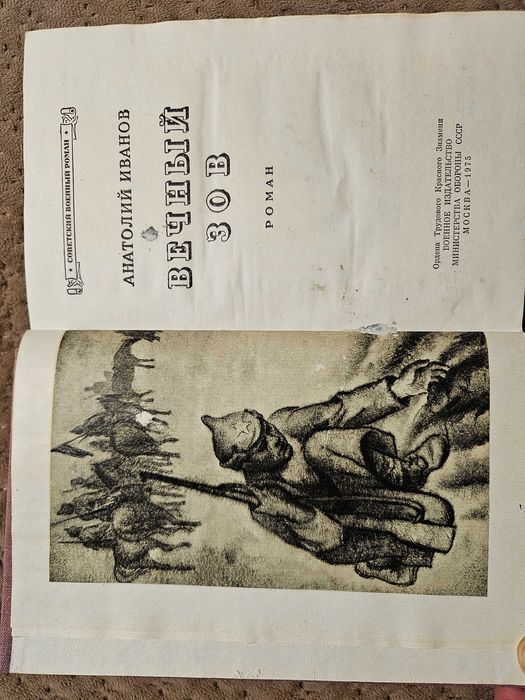 СОВЕТСКИЙ ВОЕННЫЙ РОМАН
АНАТОЛИЙ ИВАНОВ
ВЕЧНЫЙ
ЗОВ
РОМАН
Ордена Трудового Красного Знамени
ВОЕННОЕ ИЗДАТЕЛЬСТВО
МИНИСТЕРСТВА ОБОРОНЫ СССР
МОСКВА—1975